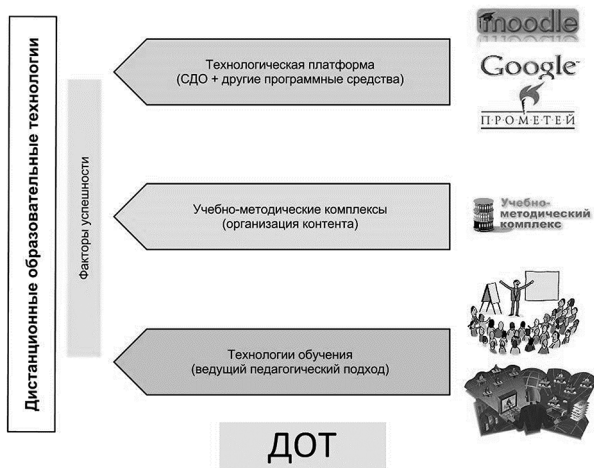 Дистанционные образовательные технологии
Факторы успешности
Технологическая платформа
(СДО + другие программные средства)
moodle
Google
ПРОМЕТЕЙ
Учебно-методические комплексы
(организация контента)
Учебно-
методический
комплекс
Технологии обучения
(ведущий педагогический подход)
ДОТ